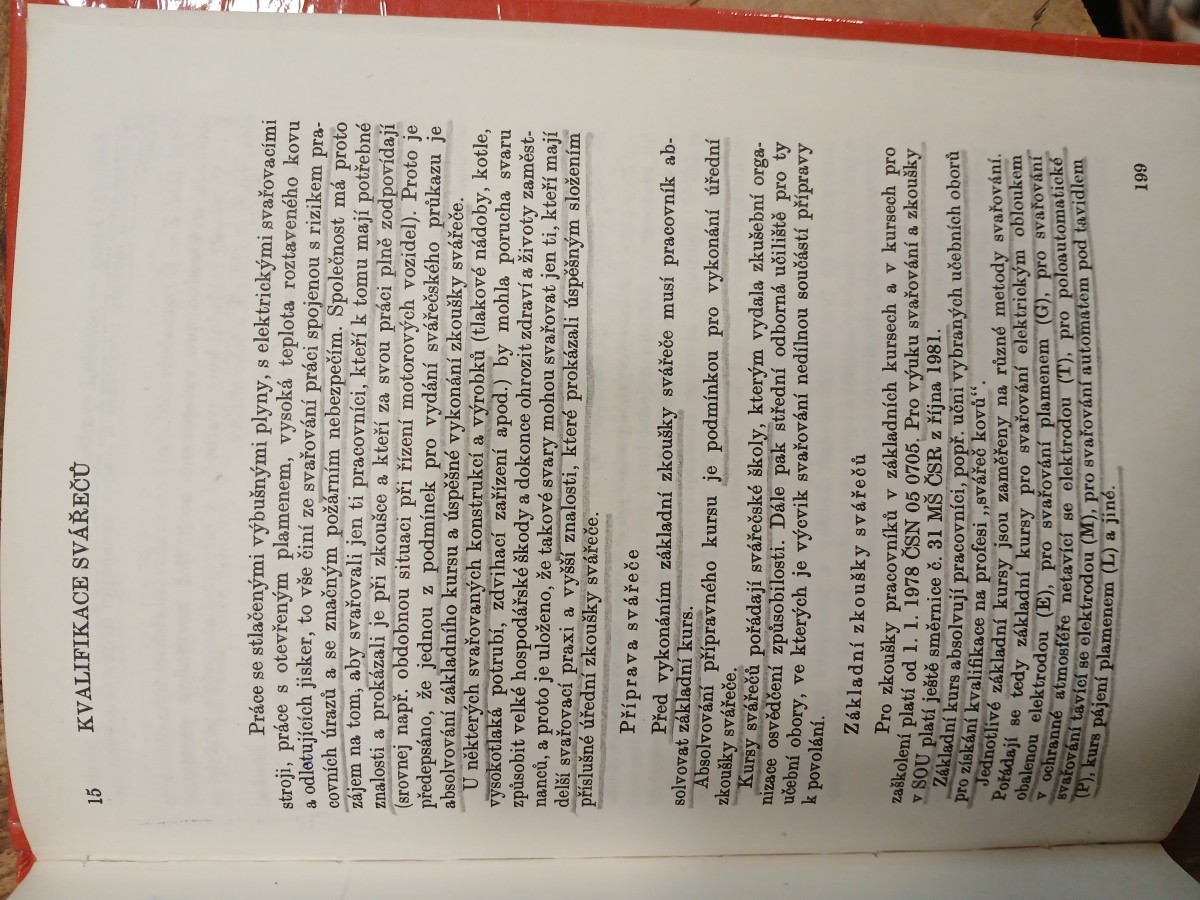 15 KVALIFIKACE SVÁŘEČŮ
Práce se stlačenými výbušnými plyny, s elektrickými svařovacími
stroji, práce s otevřeným plamenem, vysoká teplota roztaveného kovu
a odletujících jisker, to vše činí ze svařování práci spojenou s rizikem pra-
covních úrazů a se značným požárním nebezpečím. Společnost má proto
zájem na tom, aby svařovali jen ti pracovníci, kteří k tomu mají potřebné
znalosti a prokázali je při zkoušce a kteří za svou práci plně zodpovídají
(srovnej např. obdobnou situaci při řízení motorových vozidel). Proto je
předepsáno, že jednou z podmínek pro vydání svářečského průkazu je
absolvování základního kursu a úspěšné vykonání zkoušky svářeče.
U některých svařovaných konstrukcí a výrobků (tlakové nádoby, kotle,
vysokotlaká potrubí, zdvihací zařízení apod.) by mohla porucha svaru
způsobit velké hospodářské škody a dokonce ohrozit zdraví a životy zaměst-
nanců, a proto je uloženo, že takové svary mohou svařovat jen ti, kteří mají
delší svařovací praxi a vyšší znalosti, které prokázali úspěšným složením
příslušné úřední zkoušky svářeče.
Příprava svářeče
Před vykonáním základní zkoušky svářeče musí pracovník ab-
solvovat základní kurs.
Absolvování přípravného kursu je podmínkou pro vykonání úřední
zkoušky svářeče.
Kursy svářečů pořádají svářečské školy, kterým vydala zkušební orga-
nizace osvědčení způsobilosti. Dále pak střední odborná učiliště pro ty
učební obory, ve kterých je výcvik svařování nedílnou součástí přípravy
k povolání.
Základní zkoušky svářečů
Pro zkoušky pracovníků v základních kursech a v kursech pro
zaškolení platí od 1. 1. 1978 ČSN 05 0705. Pro výuku svařování a zkoušky
v SOU platí ještě směrnice č. 31 MŠ ČSR z října 1981.
Základní kurs absolvují pracovníci, popř. učni vybraných učebních oborů
pro získání kvalifikace na profesi „svářeč kovů“.
Jednotlivé základní kursy jsou zaměřeny na různé metody svařování.
Pořádají se tedy základní kursy pro svařování elektrickým obloukem
obalenou elektrodou (E), pro svařování plamenem (G), pro svařování
v ochranné atmosféře netavící se elektrodou (T), pro poloautomatické
svařování tavící se elektrodou (M), pro svařování automatem pod tavidlem
(P), kurs pájení plamenem (L) a jiné.
199